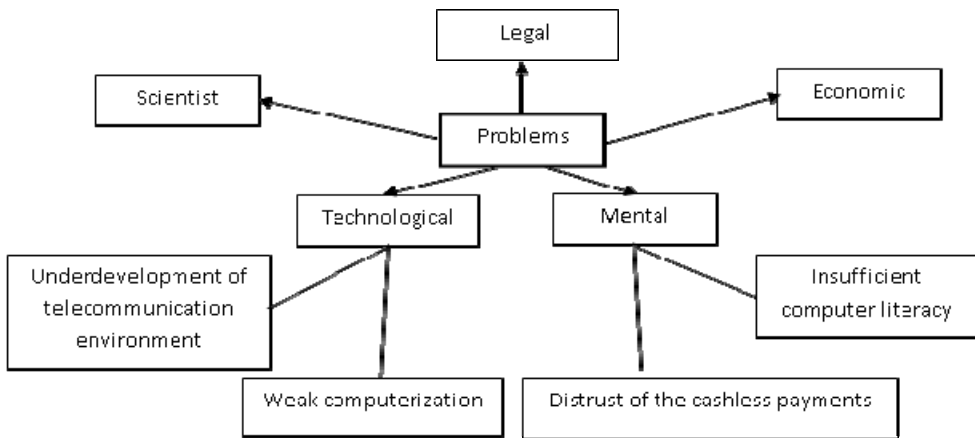 Legal
Scientist
Economic
Problems
Technological
Mental
Underdevelopment of
telecommunication
environment
Insufficient
computer literacy
Weak computerization
Distrust of the cashless payments